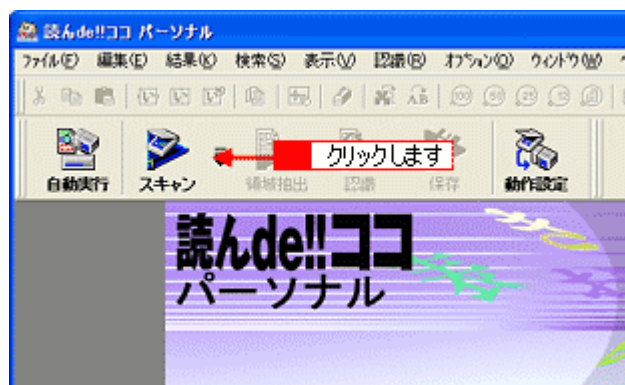 読んde!!ココ パーソナル
ファイル(F) 編集(E) 結果(K) 検索(S) 表示(V) 認識(R) オプション(O) ウィンドウ(W)
クリックします
自動実行 スキャン 領域抽出 認識 保存 動作設定
読んde!!ココ
パーソナル